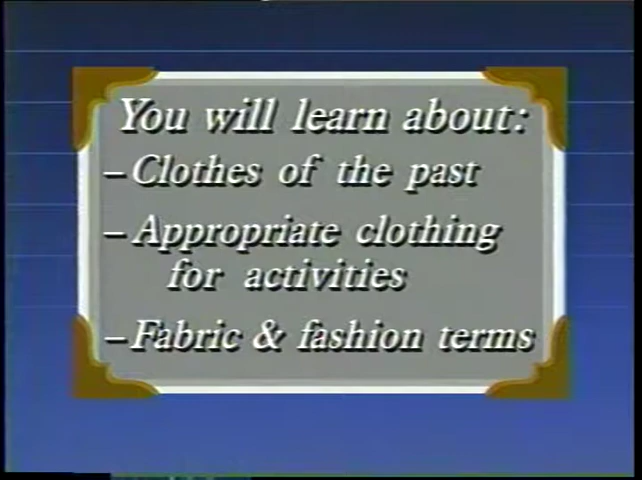 You will learn about:
–Clothes of the past
–Appropriate clothing
for activities
–Fabric & fashion terms